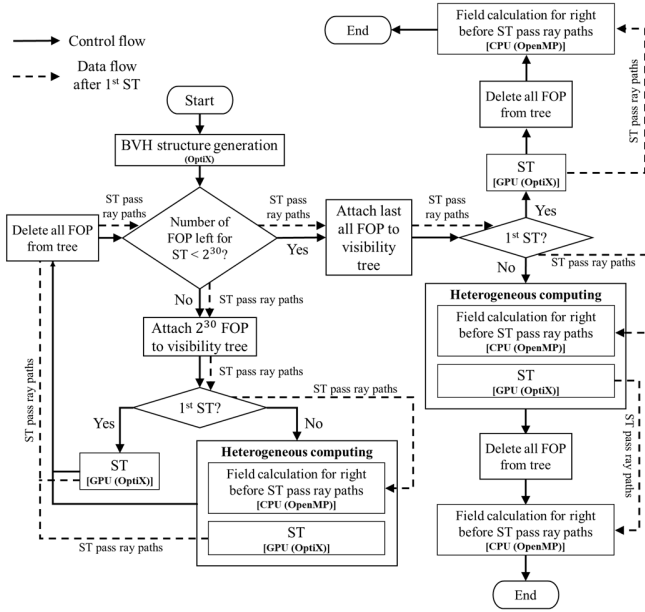 Control flow
Data flow
after 1st ST
Start
BVH structure generation
(OptiX)
Number of
FOP left for
ST < 2^30?
Delete all FOP
from tree
ST pass
ray paths
ST pass
ray paths
Yes
Attach last
all FOP to
visibility
tree
ST pass
ray paths
1st ST?
Yes
ST
[GPU (OptiX)]
Delete all FOP
from tree
Field calculation for right
before ST pass ray paths
[CPU (OpenMP)]
End
ST pass ray paths
No
ST pass ray paths
Heterogeneous computing
Field calculation for right
before ST pass ray paths
[CPU (OpenMP)]
ST
[GPU (OptiX)]
Delete all FOP
from tree
ST pass
ray paths
Field calculation for right
before ST pass ray paths
[CPU (OpenMP)]
End
No
ST pass ray paths
Attach 2^30 FOP
to visibility tree
ST pass ray paths
1st ST?
ST pass ray paths
Yes
No
ST
[GPU (OptiX)]
Heterogeneous computing
Field calculation for right
before ST pass ray paths
[CPU (OpenMP)]
ST
[GPU (OptiX)]
ST pass ray paths
ST pass ray paths